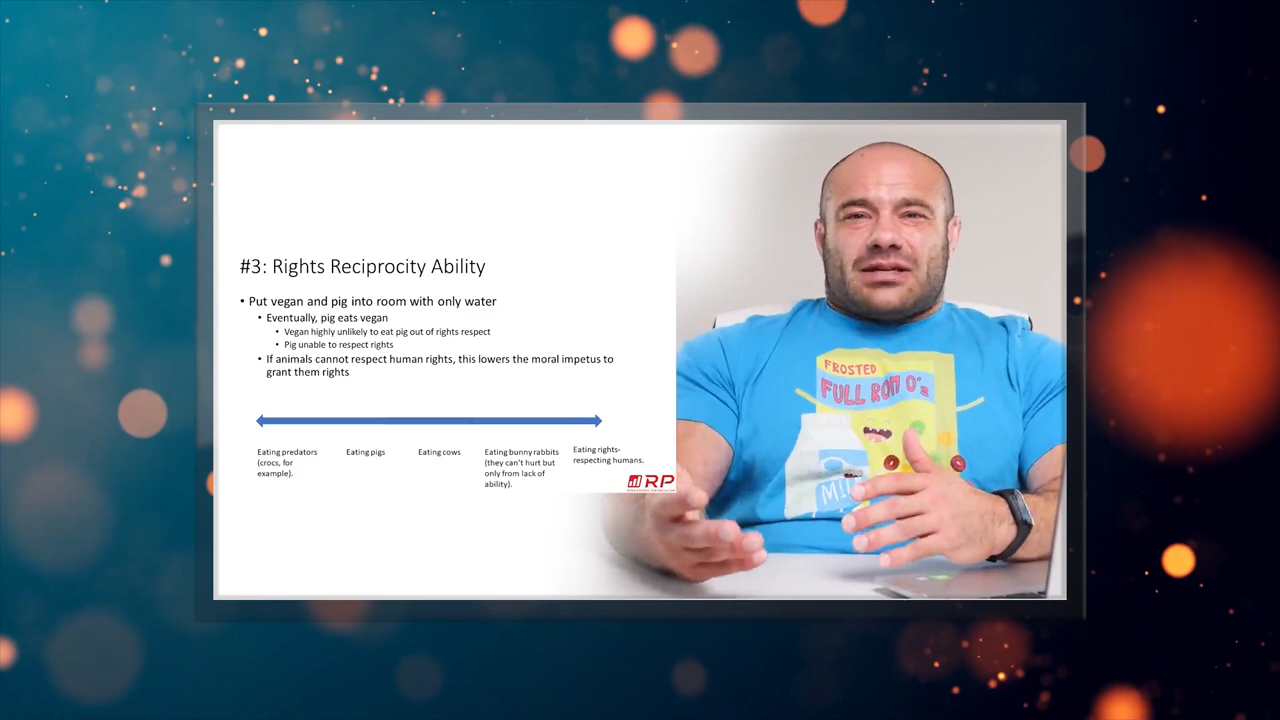 #3: Rights Reciprocity Ability
• Put vegan and pig into room with only water
• Eventually, pig eats vegan
• Vegan highly unlikely to eat pig out of rights respect
• Pig unable to respect rights
• If animals cannot respect human rights, this lowers the moral impetus to
grant them rights
Eating predators
(crocs, for
example).
Eating pigs
Eating cows
Eating bunny rabbits
(they can't hurt but
only from lack of
ability).
Eating rights-
respecting humans.
RP
FROSTED
FULL ROM O's
MIL